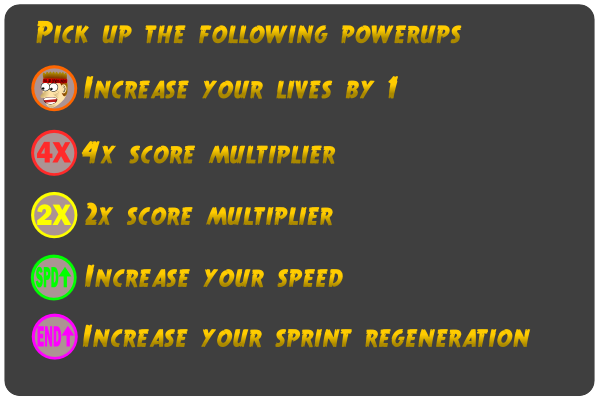 Pick up the following powerups
Increase your lives by 1
4X 4x score multiplier
2X 2x score multiplier
SPD↑ Increase your speed
END↑ Increase your sprint regeneration